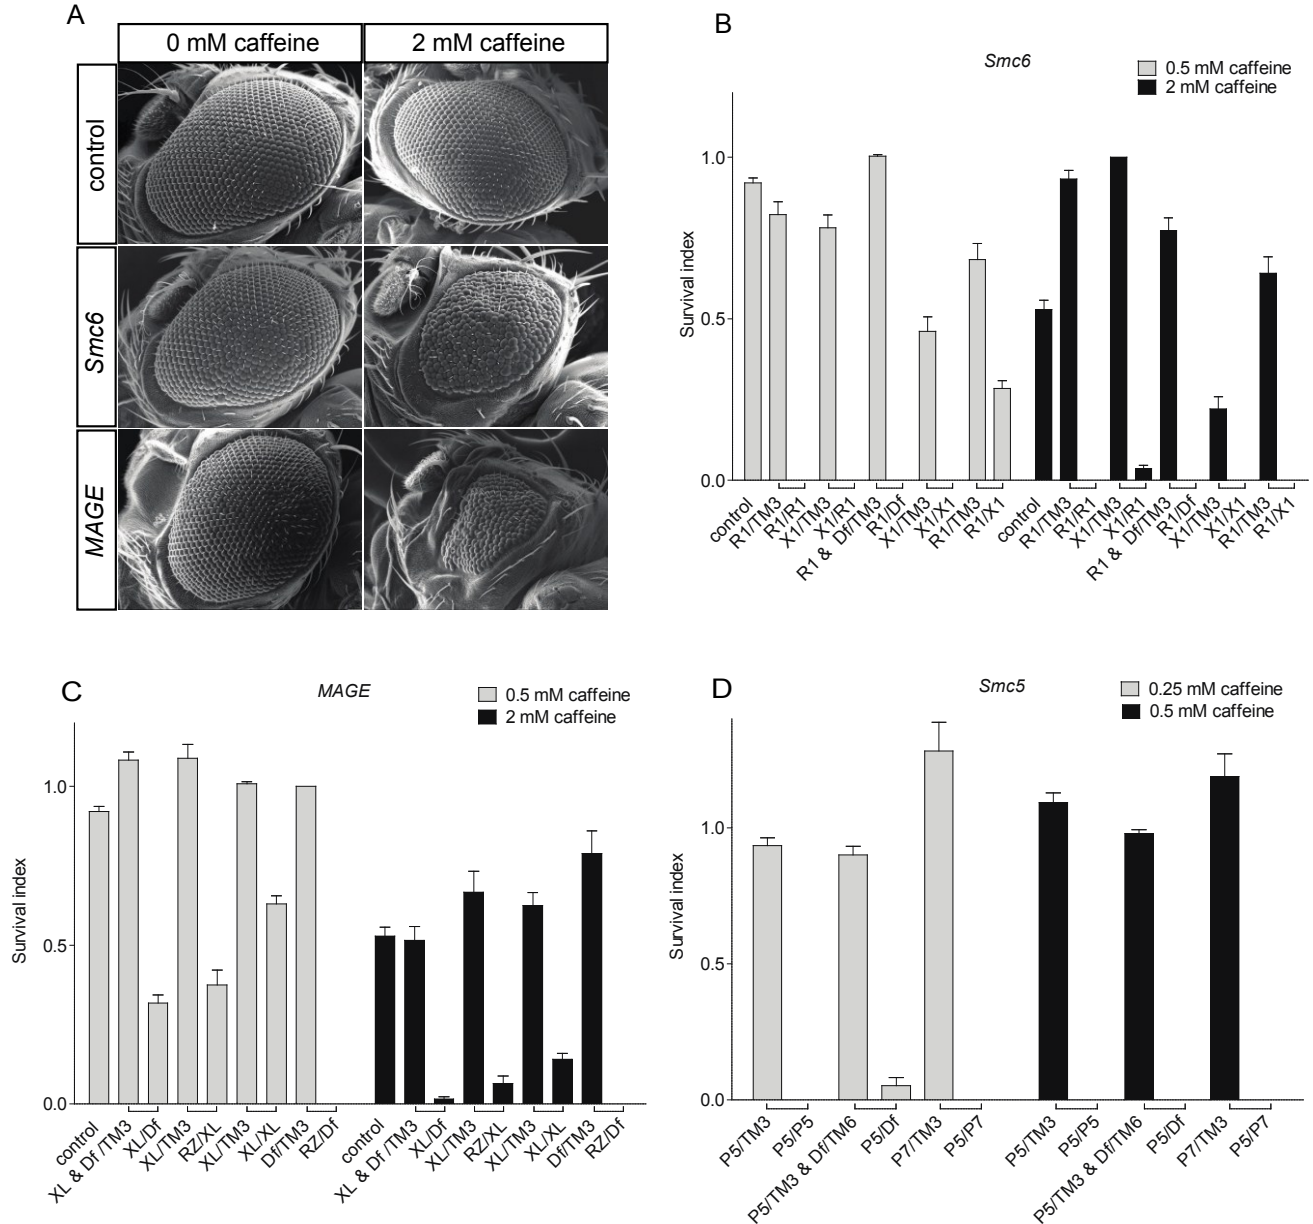 A
0 mM caffeine
2 mM caffeine
control
Smc6
MAGE
B
Smc6
0.5 mM caffeine
2 mM caffeine
Survival index
1.0
0.5
0.0
control
R1/TM3
R1/R1
X1/TM3
X1/R1
R1 & Df/TM3
R1/Df
X1/TM3
X1/X1
R1/TM3
R1/X1
control
R1/TM3
R1/R1
X1/TM3
X1/R1
R1 & Df/TM3
R1/Df
X1/TM3
X1/X1
R1/TM3
R1/X1
C
MAGE
0.5 mM caffeine
2 mM caffeine
Survival index
1.0
0.5
0.0
control
XL & Df /TM3
XL/Df
XL/TM3
RZ/XL
XL/TM3
XL/XL
Df/TM3
RZ/Df
control
XL & Df /TM3
XL/Df
XL/TM3
RZ/XL
XL/TM3
XL/XL
Df/TM3
RZ/Df
D
Smc5
0.25 mM caffeine
0.5 mM caffeine
Survival index
1.0
0.5
0.0
P5/TM3
P5/P5
P5/TM3 & Df/TM6
P5/Df
P7/TM3
P5/P7
P5/TM3
P5/P5
P5/TM3 & Df/TM6
P5/Df
P7/TM3
P5/P7